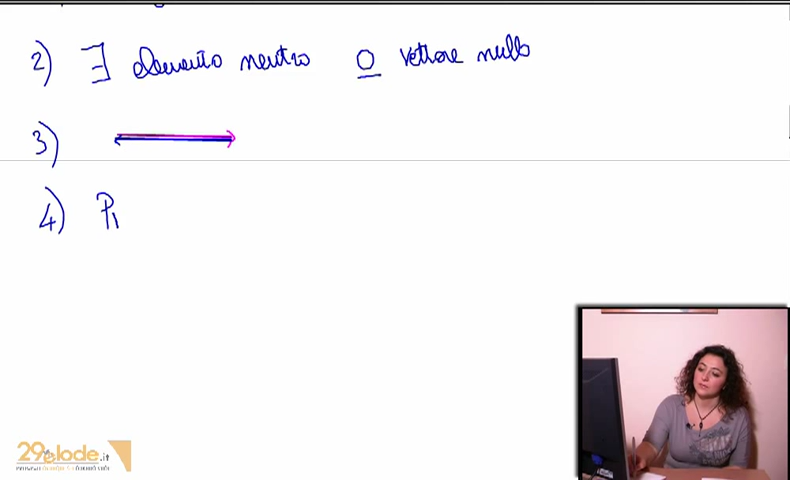 2) ∃ elemento neutro 0 vettore nullo
3)
4) P1
29elode.it